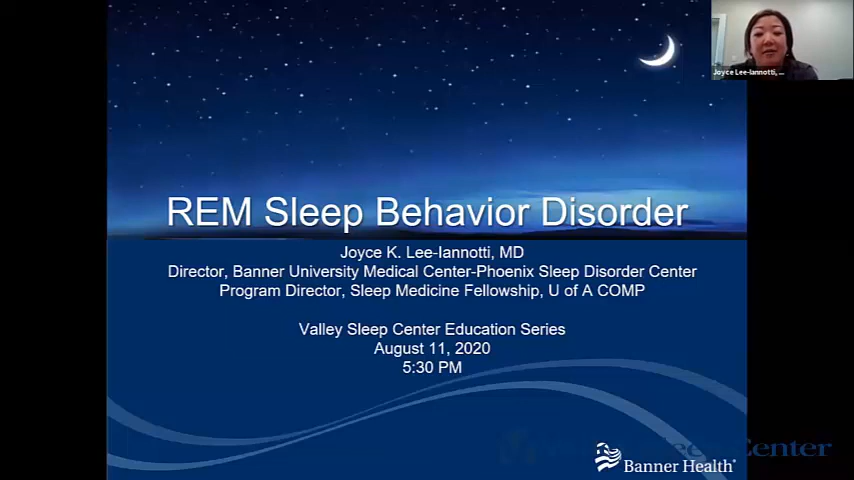 Joyce Lee-Iannotti, ...
REM Sleep Behavior Disorder
Joyce K. Lee-Iannotti, MD
Director, Banner University Medical Center-Phoenix Sleep Disorder Center
Program Director, Sleep Medicine Fellowship, U of A COMP
Valley Sleep Center Education Series
August 11, 2020
5:30 PM
Center
Banner Health